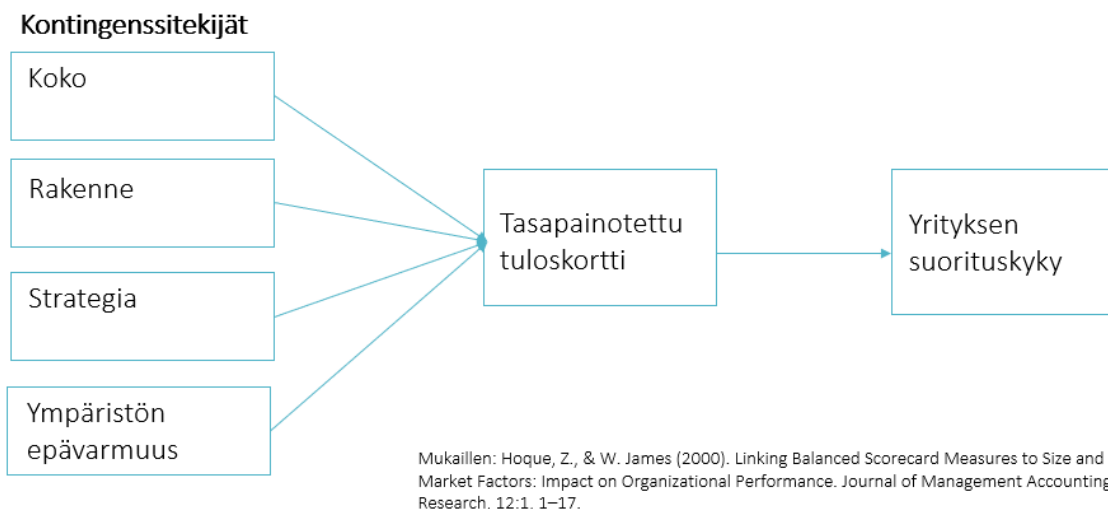 Kontingenssitekijät
Koko
Rakenne
Strategia
Ympäristön
epävarmuus
Tasapainotettu
tuloskortti
Yrityksen
suorituskyky
Mukaillen: Hoque, Z., & W. James (2000). Linking Balanced Scorecard Measures to Size and
Market Factors: Impact on Organizational Performance. Journal of Management Accounting
Research. 12:1. 1–17.